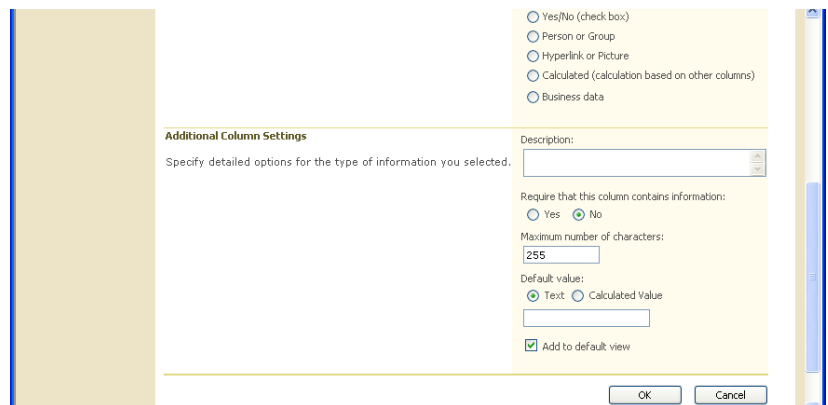 Yes/No (check box)
Person or Group
Hyperlink or Picture
Calculated (calculation based on other columns)
Business data
Additional Column Settings
Specify detailed options for the type of information you selected.
Description:
Require that this column contains information:
Yes No
Maximum number of characters:
255
Default value:
Text Calculated Value
Add to default view
OK Cancel